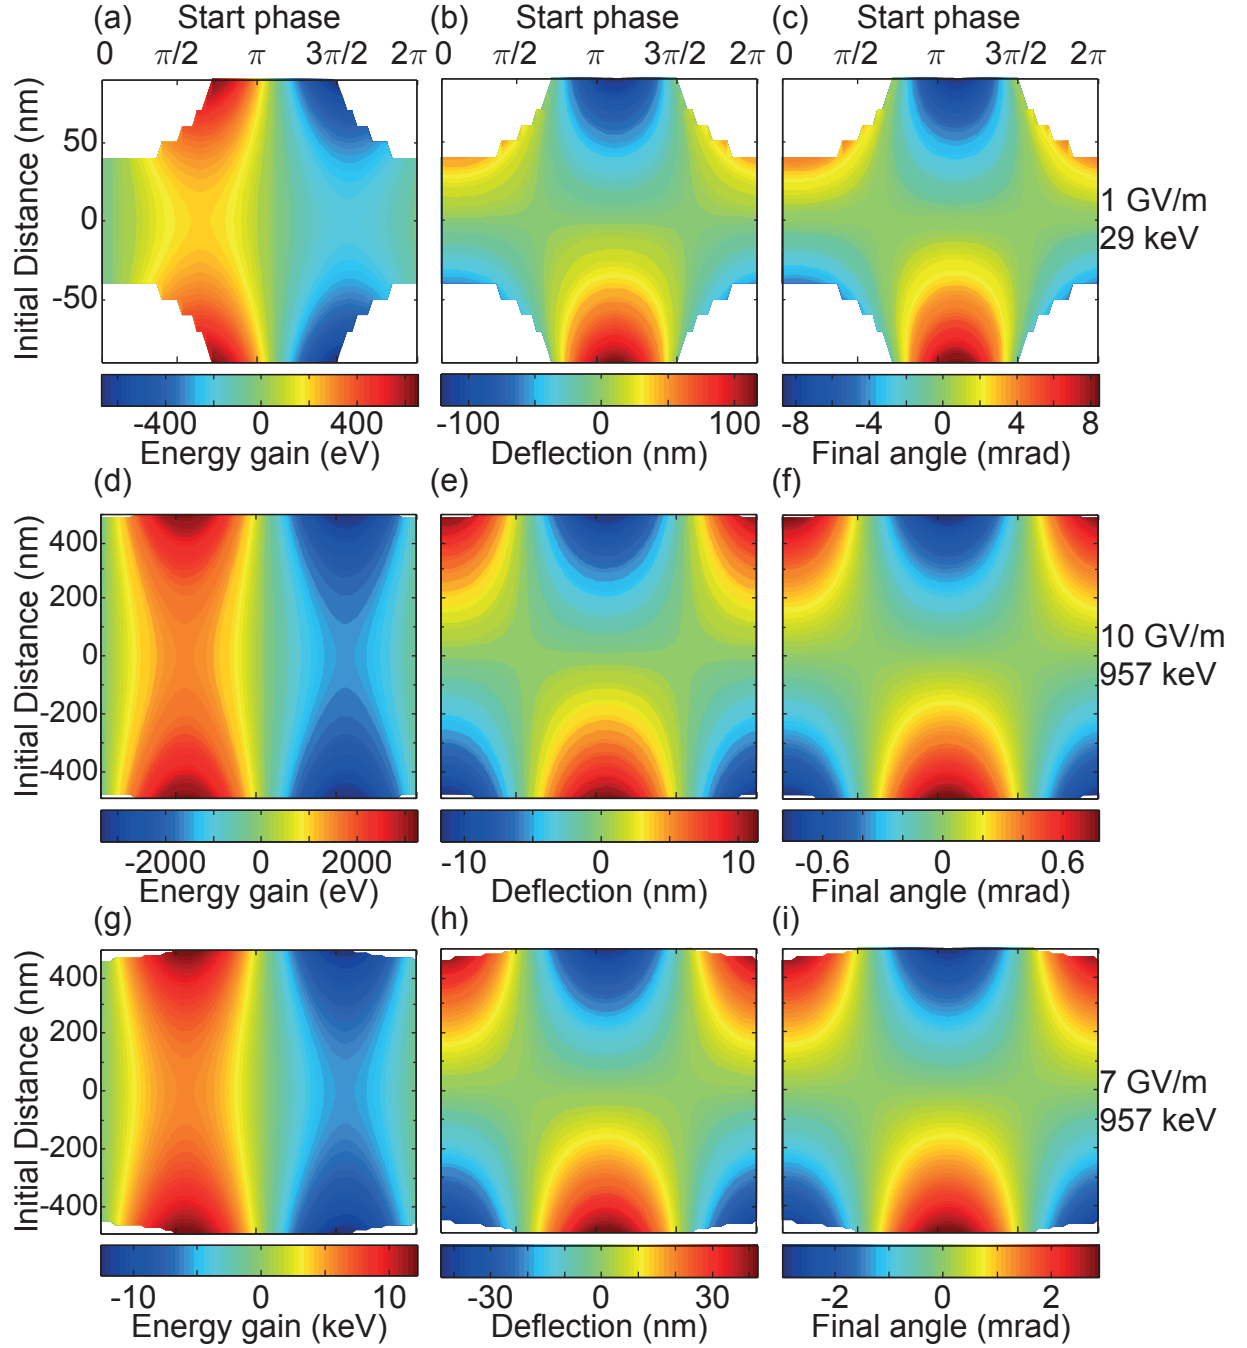 (a) Start phase
0 π/2 π 3π/2 2π
(b) Start phase
0 π/2 π 3π/2 2π
(c) Start phase
0 π/2 π 3π/2 2π
Initial Distance (nm)
50
0
-50
1 GV/m
29 keV
-400 0 400
Energy gain (eV)
-100 0 100
Deflection (nm)
-8 -4 0 4 8
Final angle (mrad)
(d)
(e)
(f)
Initial Distance (nm)
400
200
0
-200
-400
10 GV/m
957 keV
-2000 0 2000
Energy gain (eV)
-10 0 10
Deflection (nm)
-0.6 0 0.6
Final angle (mrad)
(g)
(h)
(i)
Initial Distance (nm)
400
200
0
-200
-400
7 GV/m
957 keV
-10 0 10
Energy gain (keV)
-30 0 30
Deflection (nm)
-2 0 2
Final angle (mrad)